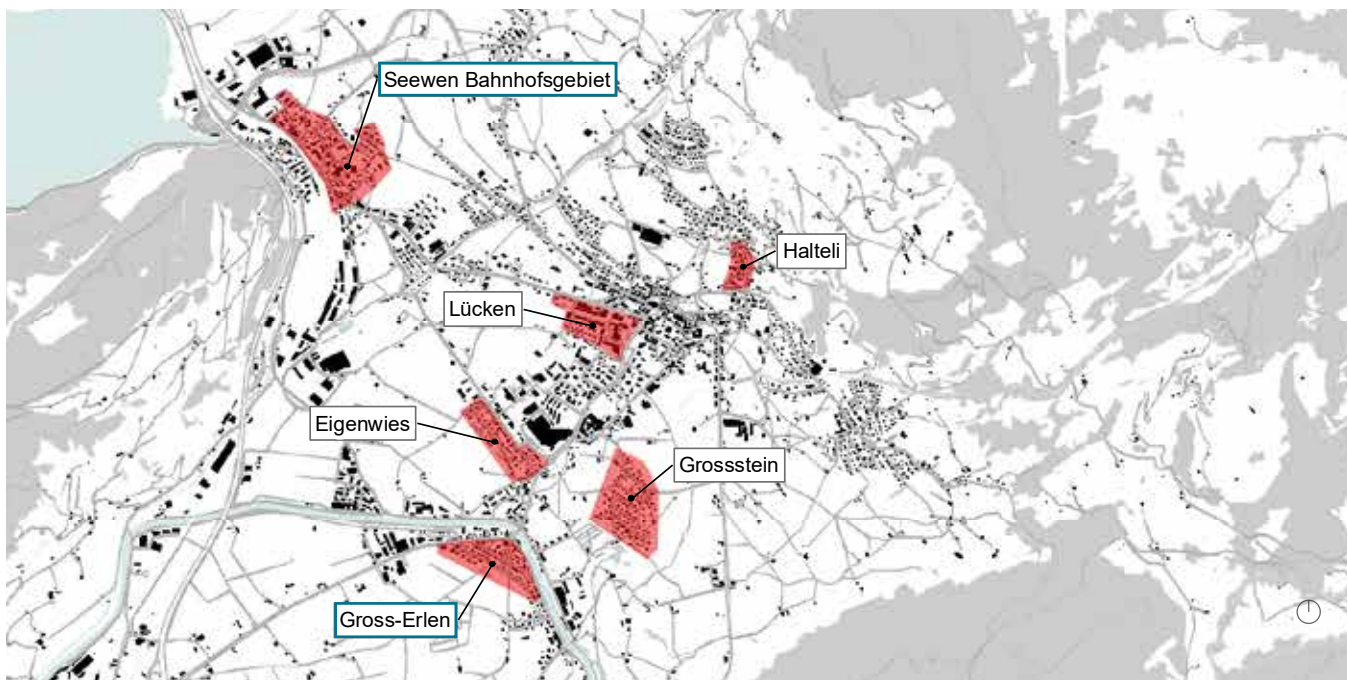 Seewen Bahnhofsgebiet
Halteli
Lücken
Eigenwies
Grossstein
Gross-Erlen